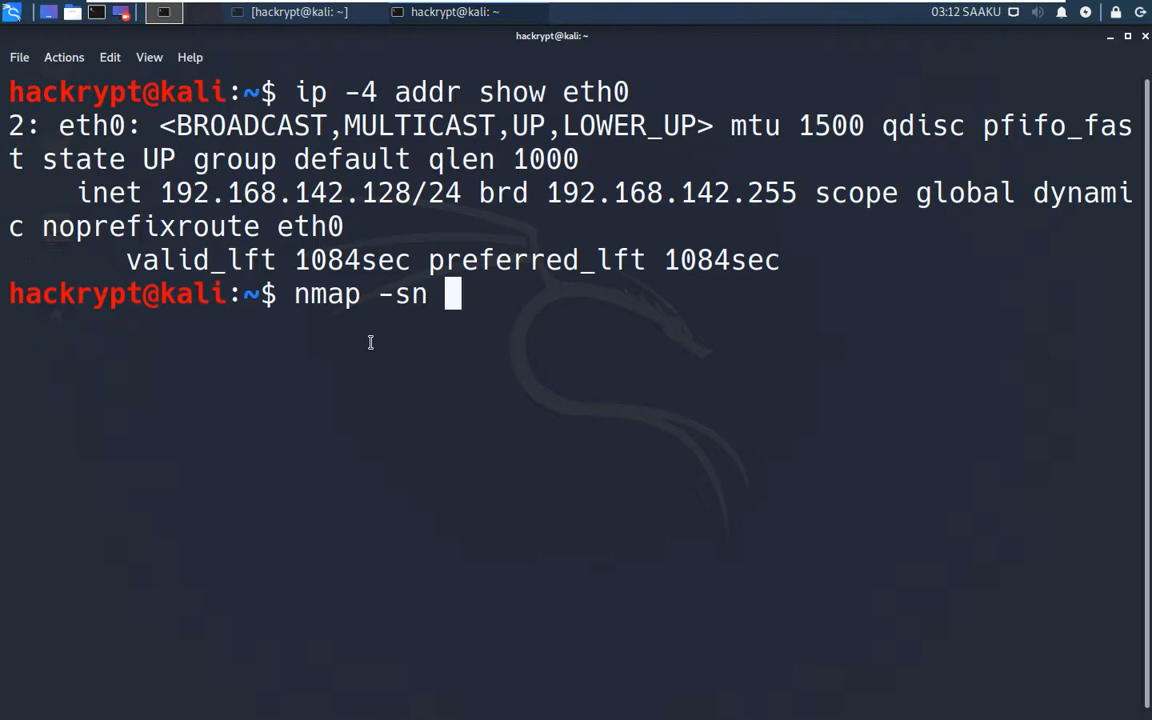 [hackrypt@kali: ~]
hackrypt@kali: ~
03:12 SAAKU
hackrypt@kali: ~
File Actions Edit View Help
hackrypt@kali:~$ ip -4 addr show eth0
2: eth0: <BROADCAST,MULTICAST,UP,LOWER_UP> mtu 1500 qdisc pfifo_fas
t state UP group default qlen 1000
    inet 192.168.142.128/24 brd 192.168.142.255 scope global dynami
c noprefixroute eth0
       valid_lft 1084sec preferred_lft 1084sec
hackrypt@kali:~$ nmap -sn